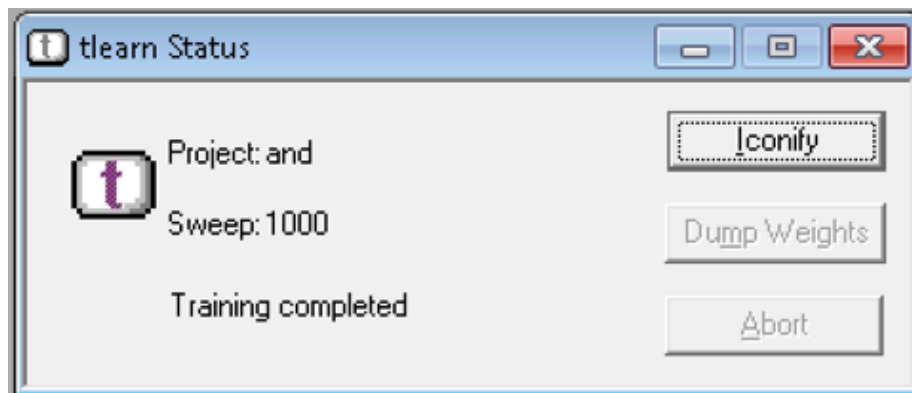 t tlearn Status
t
Project: and
Sweep: 1000
Training completed
Iconify
Dump Weights
Abort